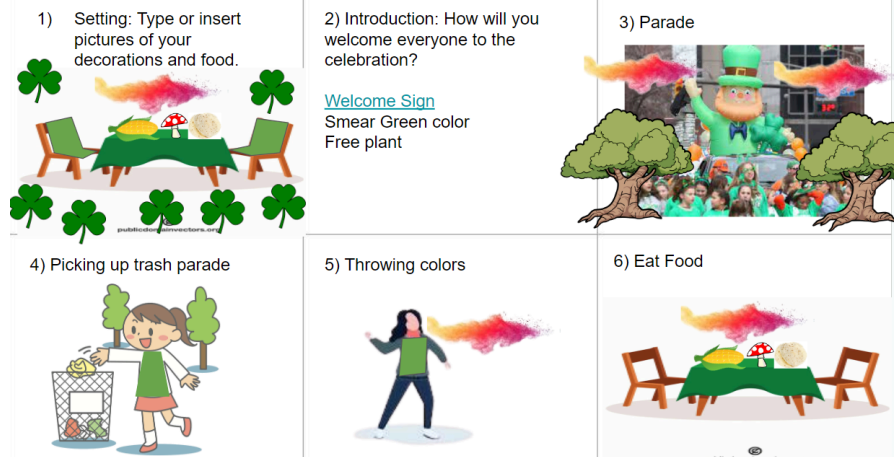 1) Setting: Type or insert
pictures of your
decorations and food.
publicdomainvectors.org
2) Introduction: How will you
welcome everyone to the
celebration?
Welcome Sign
Smear Green color
Free plant
3) Parade
4) Picking up trash parade
5) Throwing colors
6) Eat Food